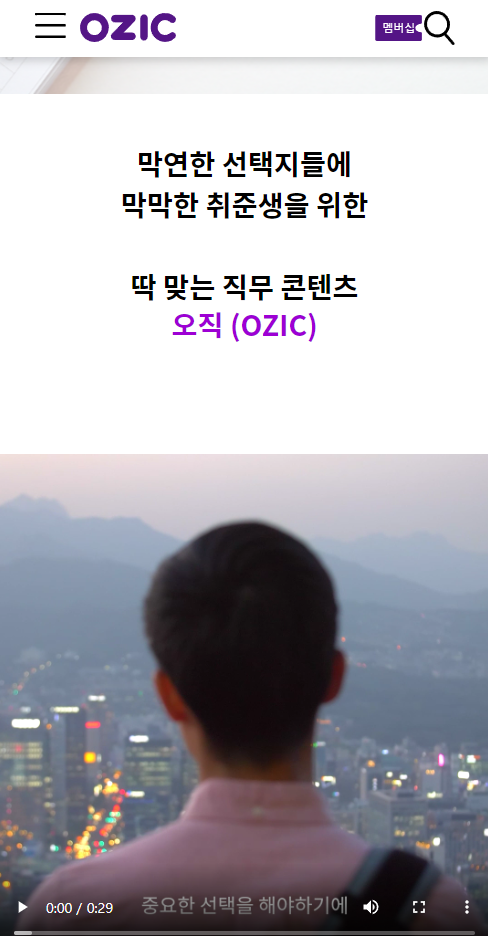 OZIC
멤버십
막연한 선택지들에
막막한 취준생을 위한
딱 맞는 직무 콘텐츠
오직 (OZIC)
중요한 선택을 해야하기에
0:00 / 0:29